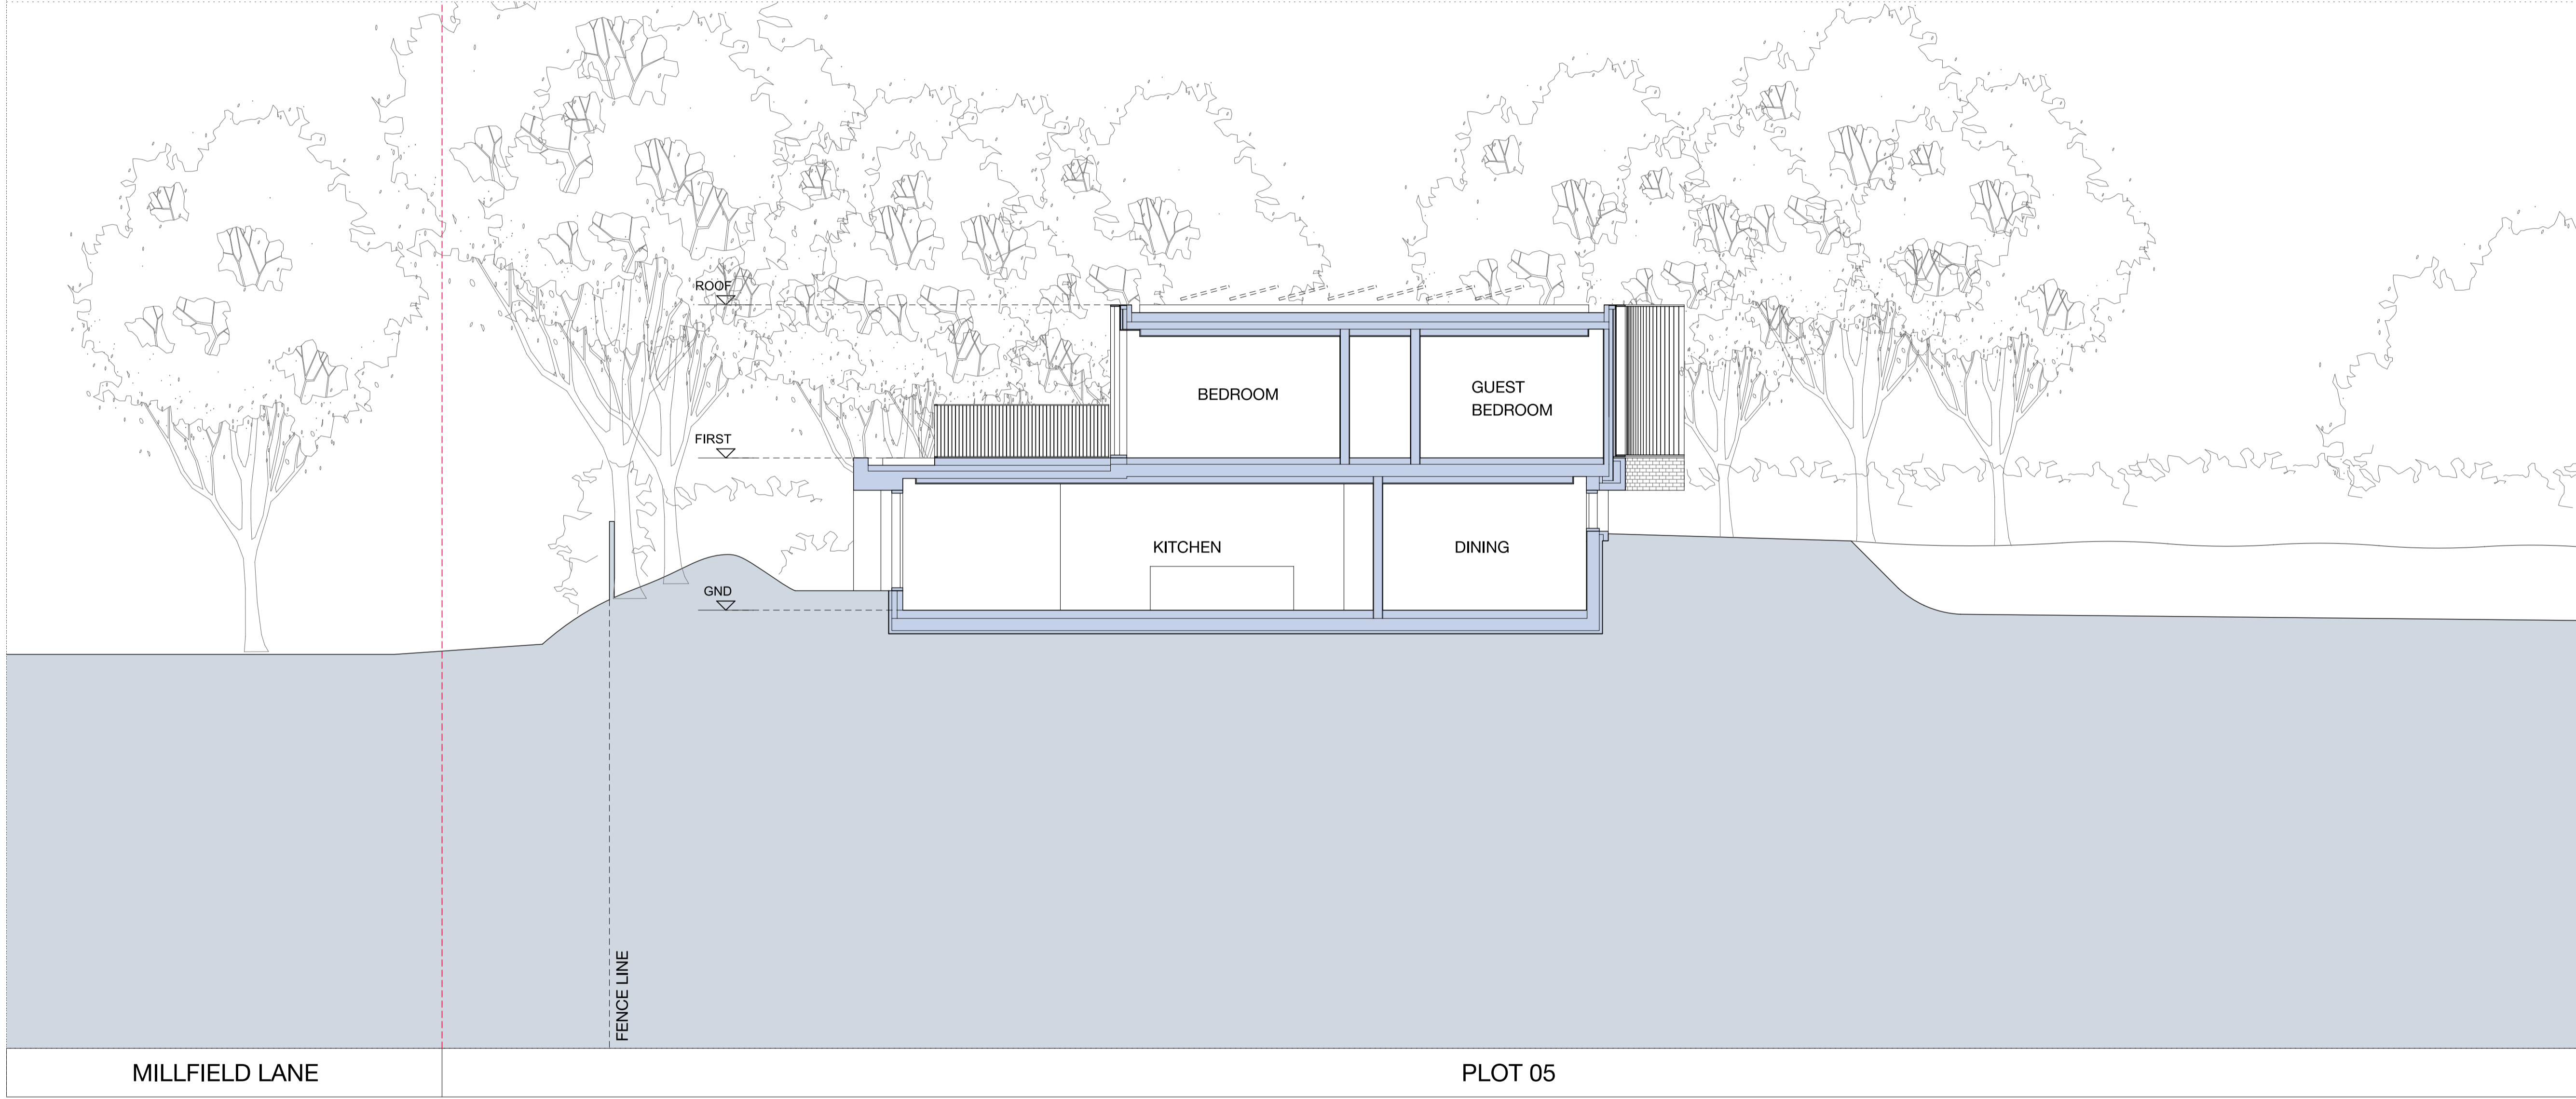 ROOF
BEDROOM
GUEST
BEDROOM
FIRST
KITCHEN
DINING
GND
FENCE LINE
MILLFIELD LANE
PLOT 05